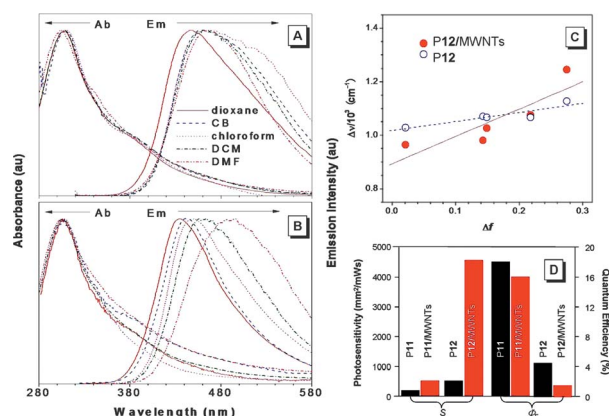 Ab Em
A
dioxane
CB
chloroform
DCM
DMF
Ab Em
B
Absorbance (au)
Emission Intensity (au)
280 380 480 580 480 580
Wavelength (nm)
C
P12/MWNTs
P12
Δν/10³ (cm⁻¹)
1.4
1.2
1.0
0.8
0.0 0.1 0.2 0.3
Δf
D
Photosensitivity (mm²/mWs)
5000
4000
3000
2000
1000
0
P11
P11/MWNTs
P12
P12/MWNTs
P11
P11/MWNTs
P12
P12/MWNTs
20
16
12
8
4
0
Quantum Efficiency (%)
S